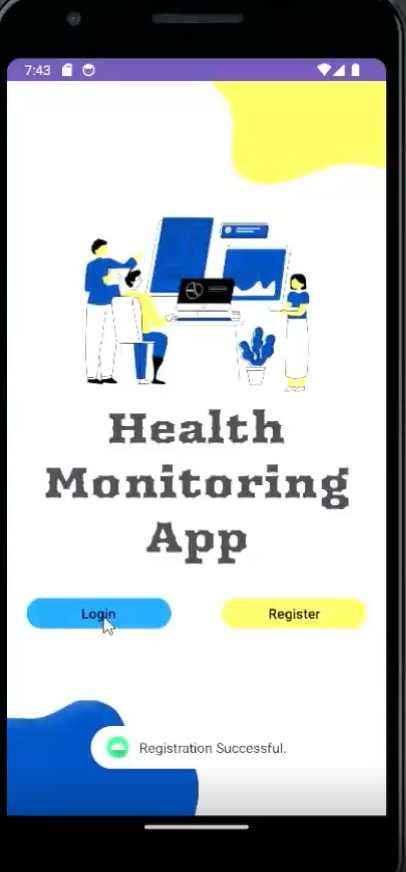 7:43
Health
Monitoring
App
Login
Register
Registration Successful.